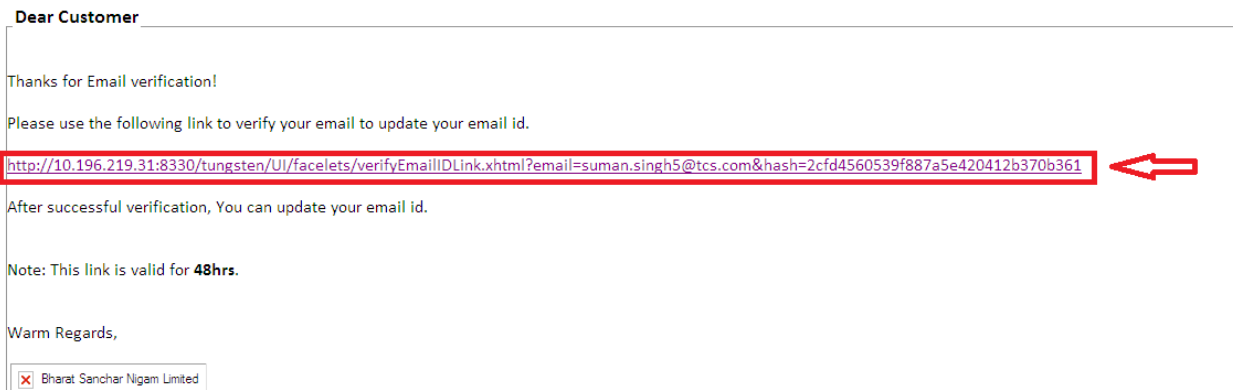 Dear Customer
Thanks for Email verification!
Please use the following link to verify your email to update your email id.
http://10.196.219.31:8330/tungsten/UI/facelets/verifyEmailIDLink.xhtml?email=suman.singh5@tcs.com&hash=2cfd4560539f887a5e420412b370b361
After successful verification, You can update your email id.
Note: This link is valid for 48hrs.
Warm Regards,
Bharat Sanchar Nigam Limited